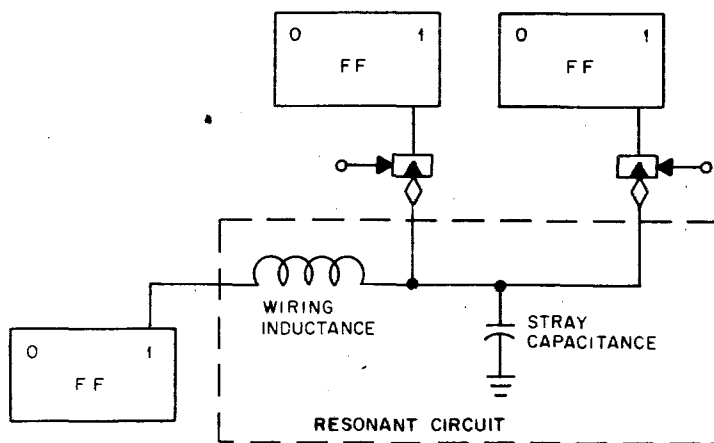 0 1
FF
0 1
FF
WIRING
INDUCTANCE
STRAY
CAPACITANCE
0 1
FF
RESONANT CIRCUIT